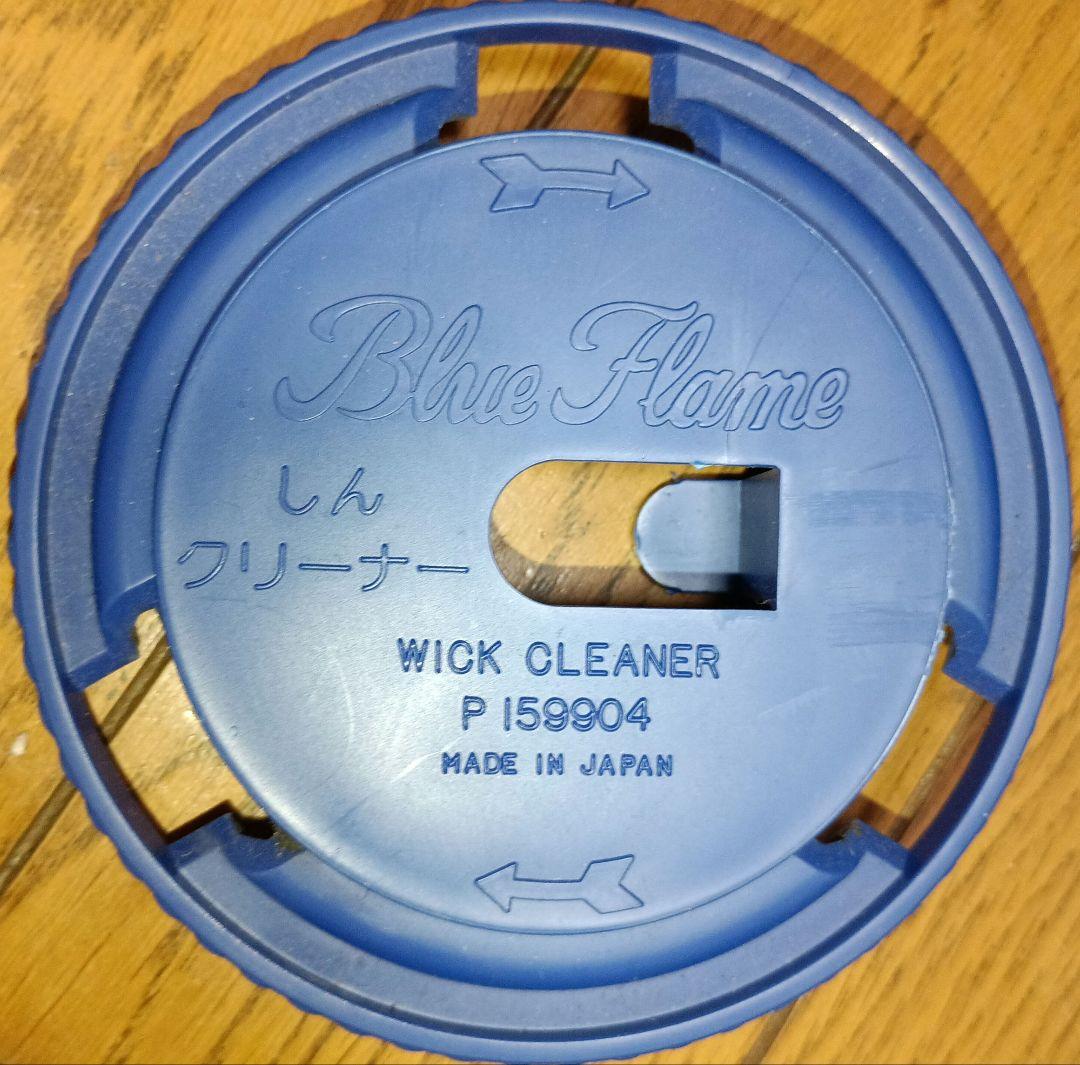 Blue Flame
しん
クリーナー
WICK CLEANER
P 159904
MADE IN JAPAN